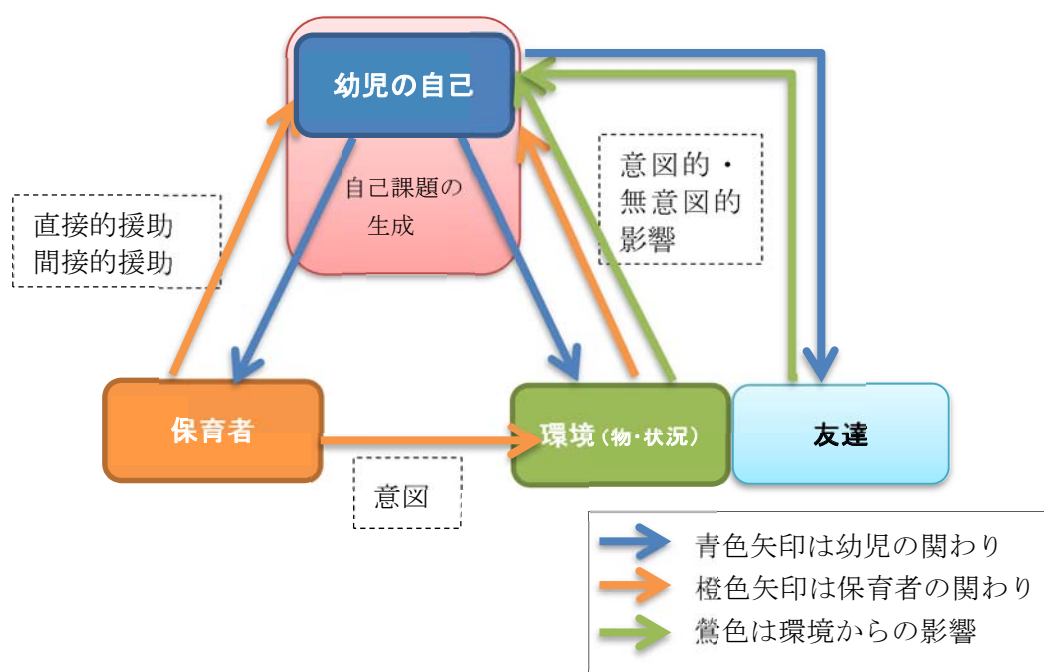 幼児の自己
自己課題の
生成
直接的援助
間接的援助
意図的・
無意図的
影響
保育者
環境（物・状況）
友達
意図
青色矢印は幼児の関わり
橙色矢印は保育者の関わり
鶯色は環境からの影響